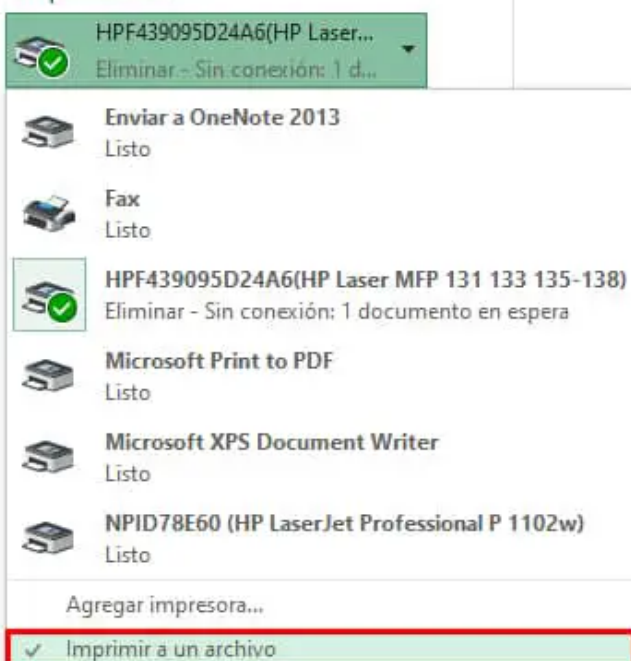 HPF439095D24A6(HP Laser...
Eliminar - Sin conexión: 1 d...
Enviar a OneNote 2013
Listo
Fax
Listo
HPF439095D24A6(HP Laser MFP 131 133 135-138)
Eliminar - Sin conexión: 1 documento en espera
Microsoft Print to PDF
Listo
Microsoft XPS Document Writer
Listo
NPID78E60 (HP LaserJet Professional P 1102w)
Listo
Agregar impresora...
Imprimir a un archivo